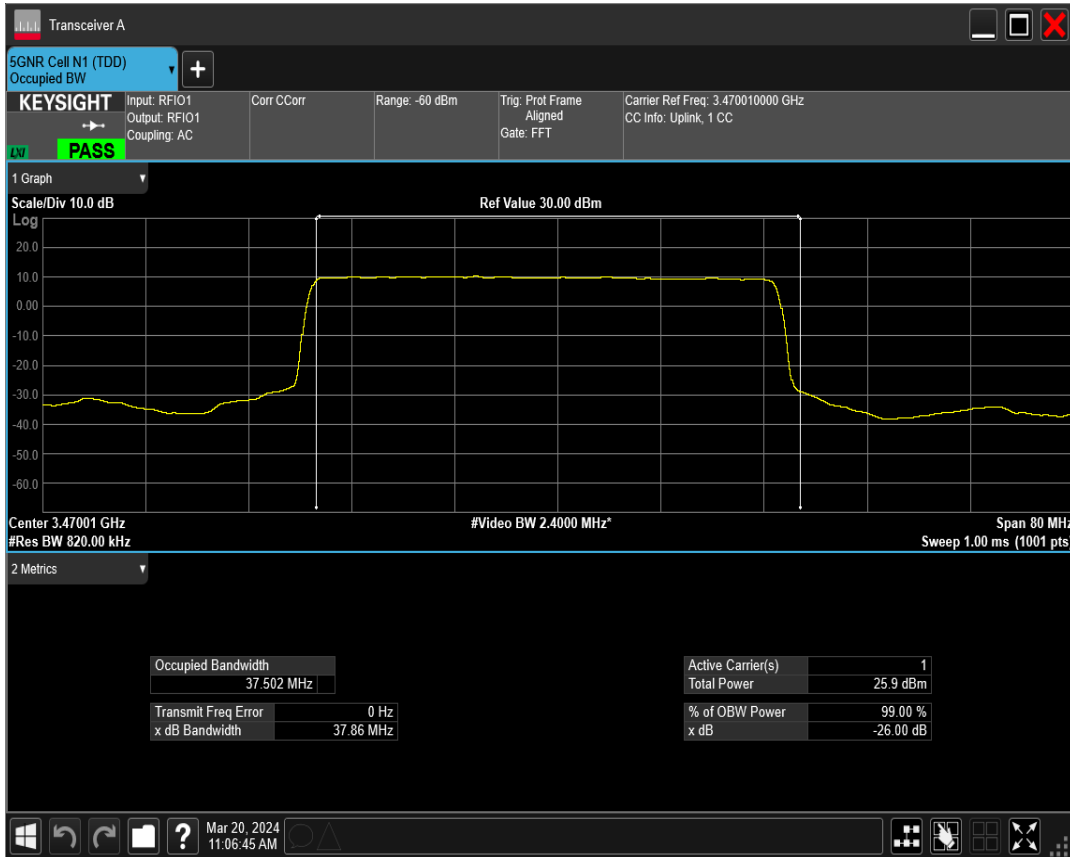 Transceiver A
5GNR Cell N1 (TDD)
Occupied BW
+
KEYSIGHT
LXI
PASS
Input: RFIO1
Output: RFIO1
Coupling: AC
Corr CCorr
Range: -60 dBm
Trig: Prot Frame
Aligned
Gate: FFT
Carrier Ref Freq: 3.470010000 GHz
CC Info: Uplink, 1 CC
1 Graph
Scale/Div 10.0 dB
Ref Value 30.00 dBm
Log
20.0
10.0
0.00
-10.0
-20.0
-30.0
-40.0
-50.0
-60.0
Center 3.47001 GHz
#Video BW 2.4000 MHz*
Span 80 MHz
#Res BW 820.00 kHz
Sweep 1.00 ms (1001 pts)
2 Metrics
Occupied Bandwidth
37.502 MHz
Transmit Freq Error 0 Hz
x dB Bandwidth 37.86 MHz
Active Carrier(s) 1
Total Power 25.9 dBm
% of OBW Power 99.00 %
x dB -26.00 dB
?
Mar 20, 2024
11:06:45 AM